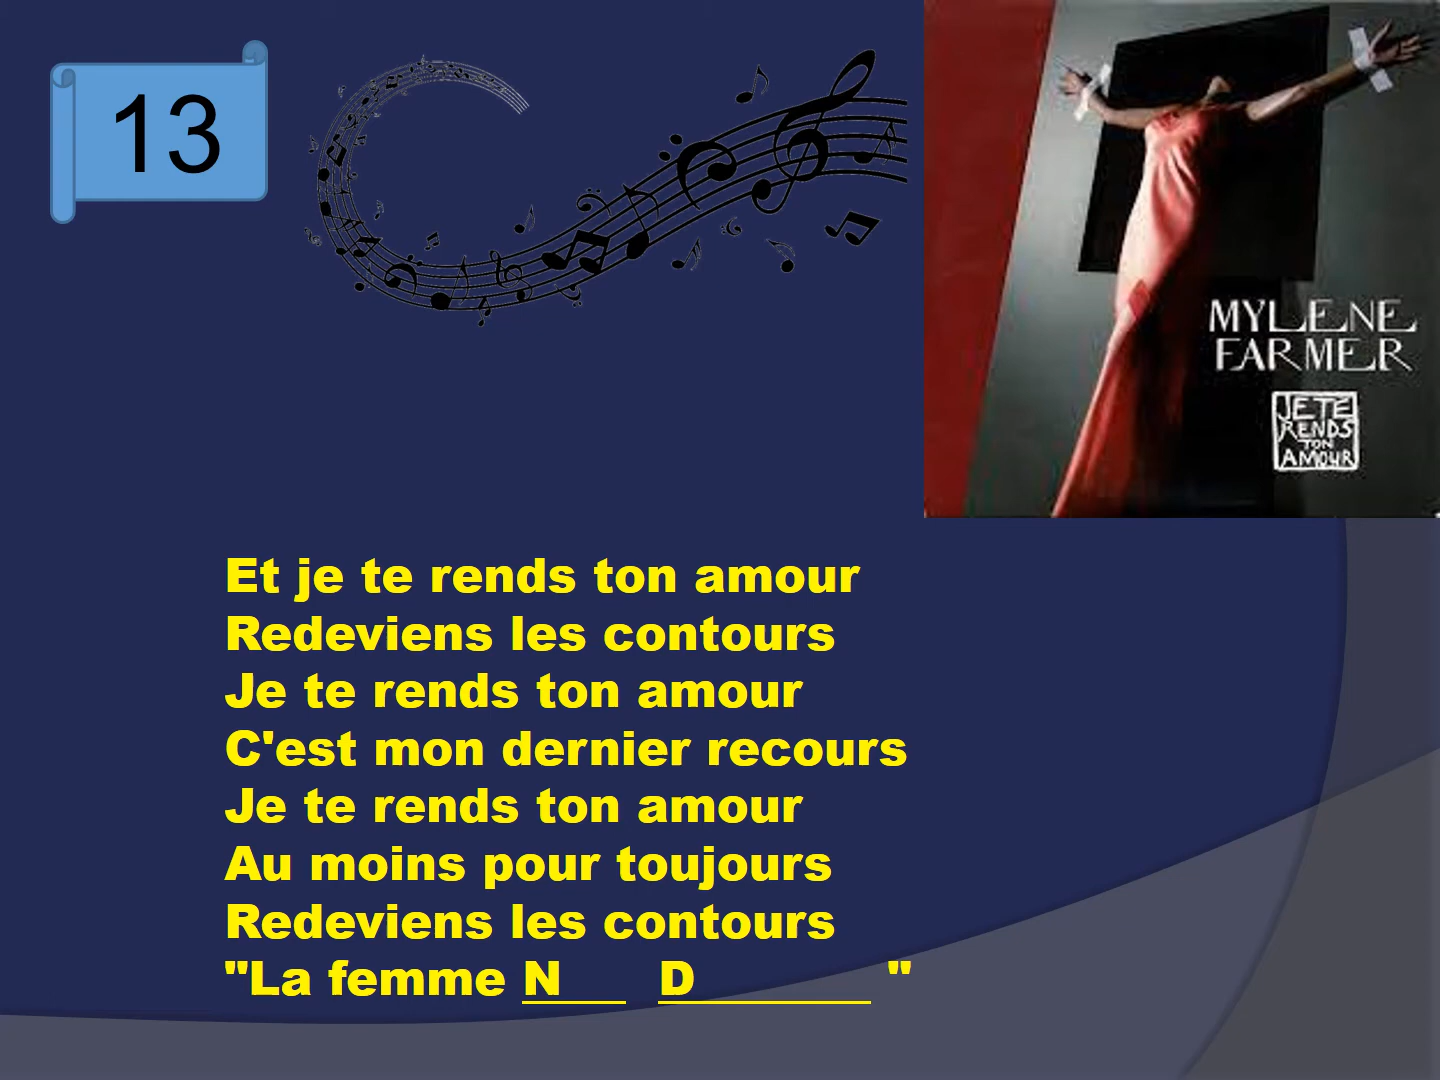 13
MYLENE
FARMER
JE TE
RENDS
TON
AMOUR
Et je te rends ton amour
Redeviens les contours
Je te rends ton amour
C'est mon dernier recours
Je te rends ton amour
Au moins pour toujours
Redeviens les contours
"La femme N___ D_______ "